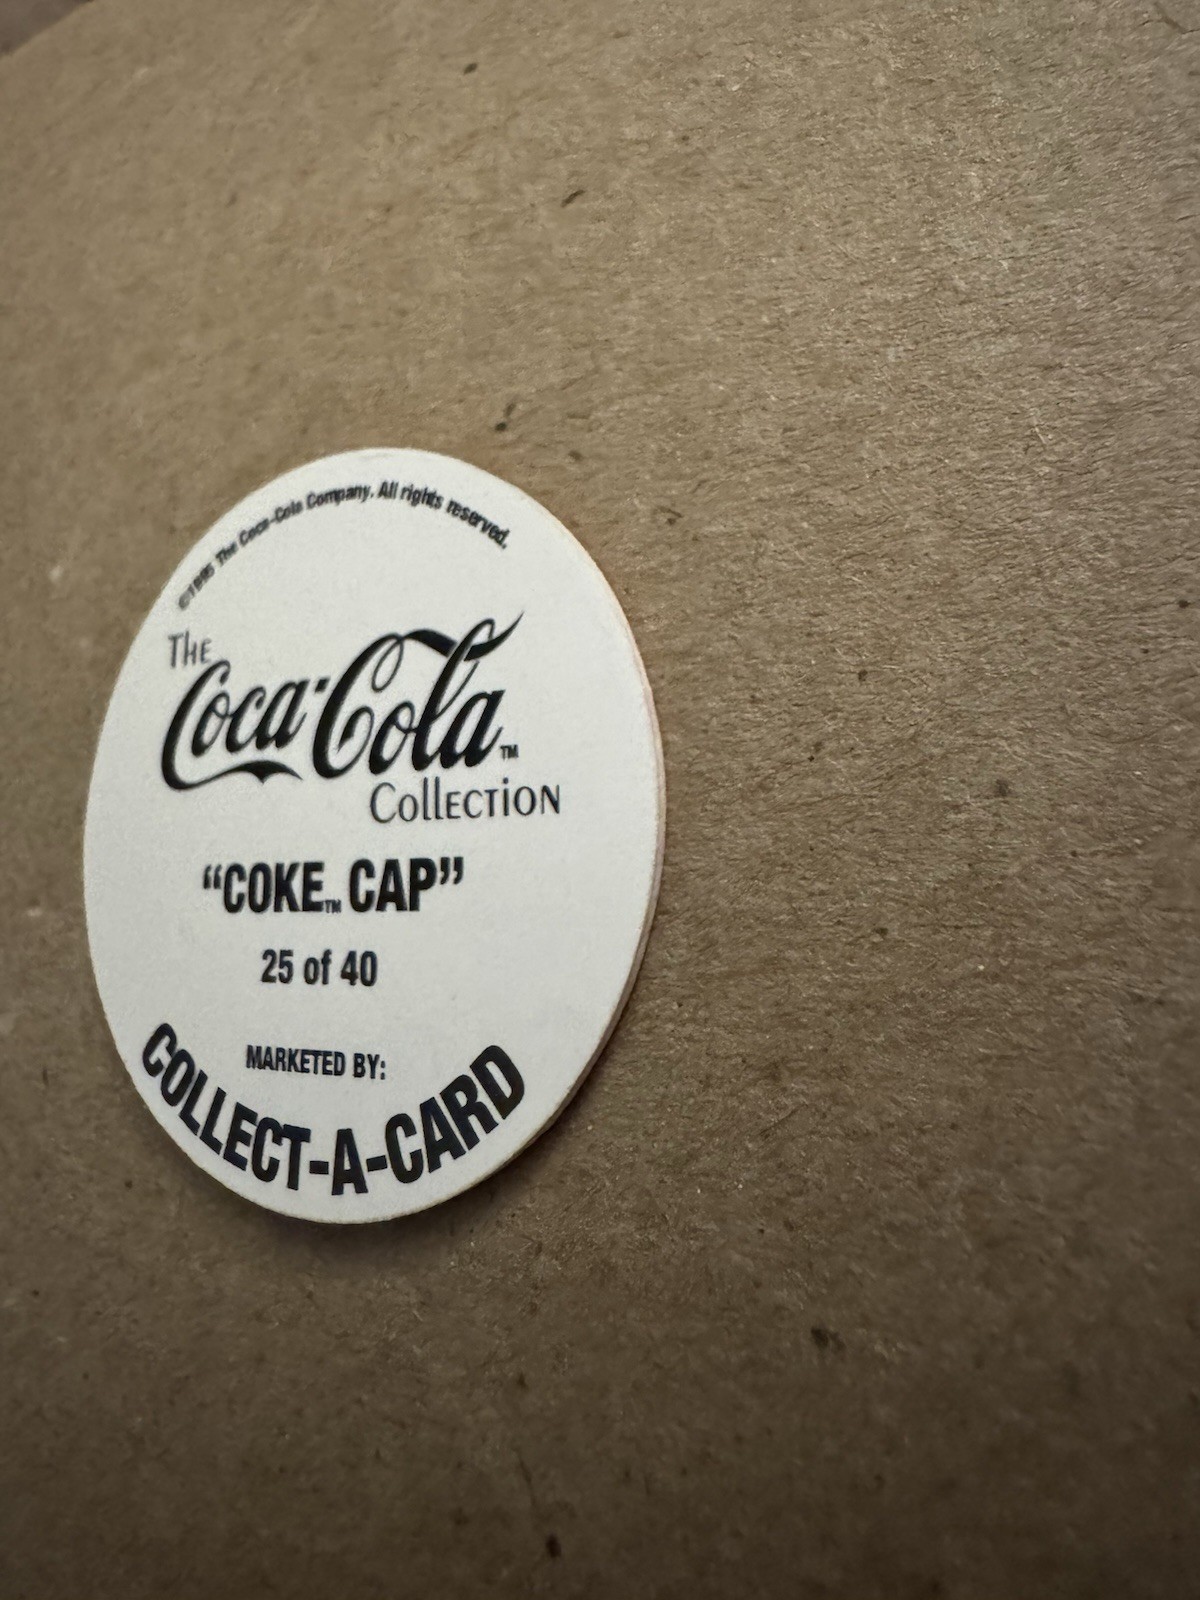 ©1995 The Coca-Cola Company. All rights reserved.
The
Coca-Cola™
Collection
“COKE™ CAP”
25 of 40
MARKETED BY:
COLLECT-A-CARD